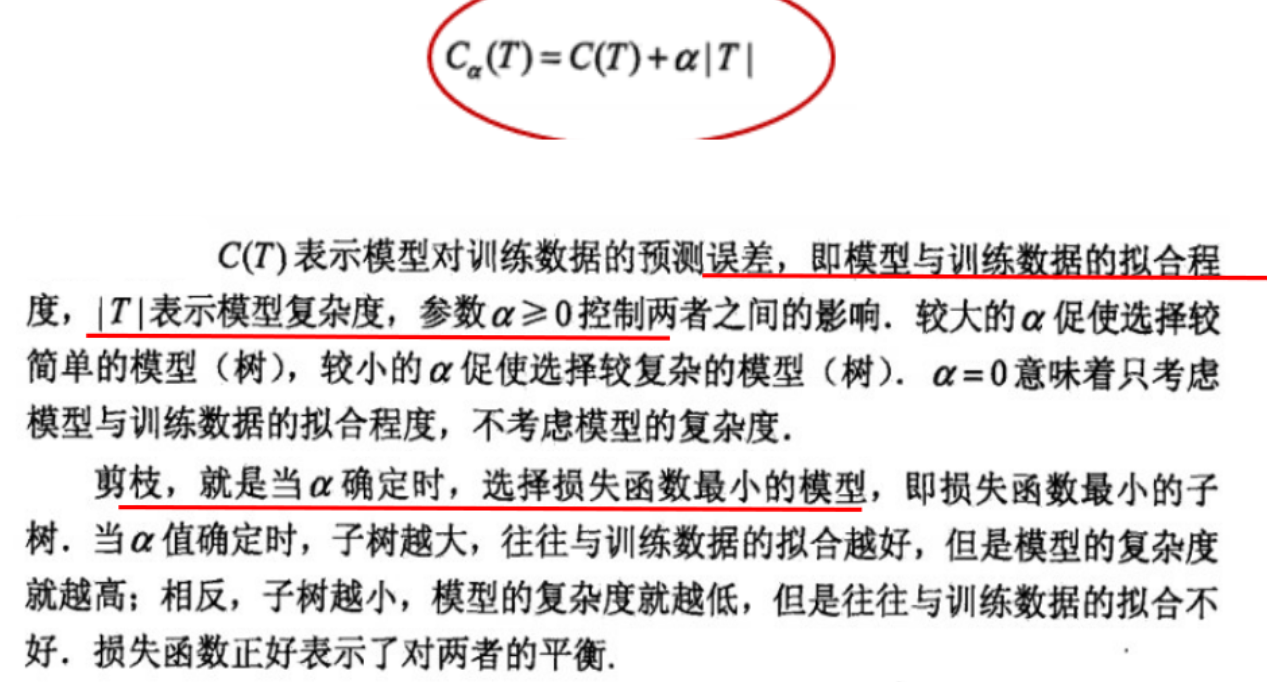 C_α(T)=C(T)+α|T|
C(T)表示模型对训练数据的预测误差，即模型与训练数据的拟合程
度，|T|表示模型复杂度，参数α⩾0控制两者之间的影响．较大的α促使选择较
简单的模型（树），较小的α促使选择较复杂的模型（树）．α=0意味着只考虑
模型与训练数据的拟合程度，不考虑模型的复杂度．
剪枝，就是当α确定时，选择损失函数最小的模型，即损失函数最小的子
树．当α值确定时，子树越大，往往与训练数据的拟合越好，但是模型的复杂度
就越高；相反，子树越小，模型的复杂度就越低，但是往往与训练数据的拟合不
好．损失函数正好表示了对两者的平衡．